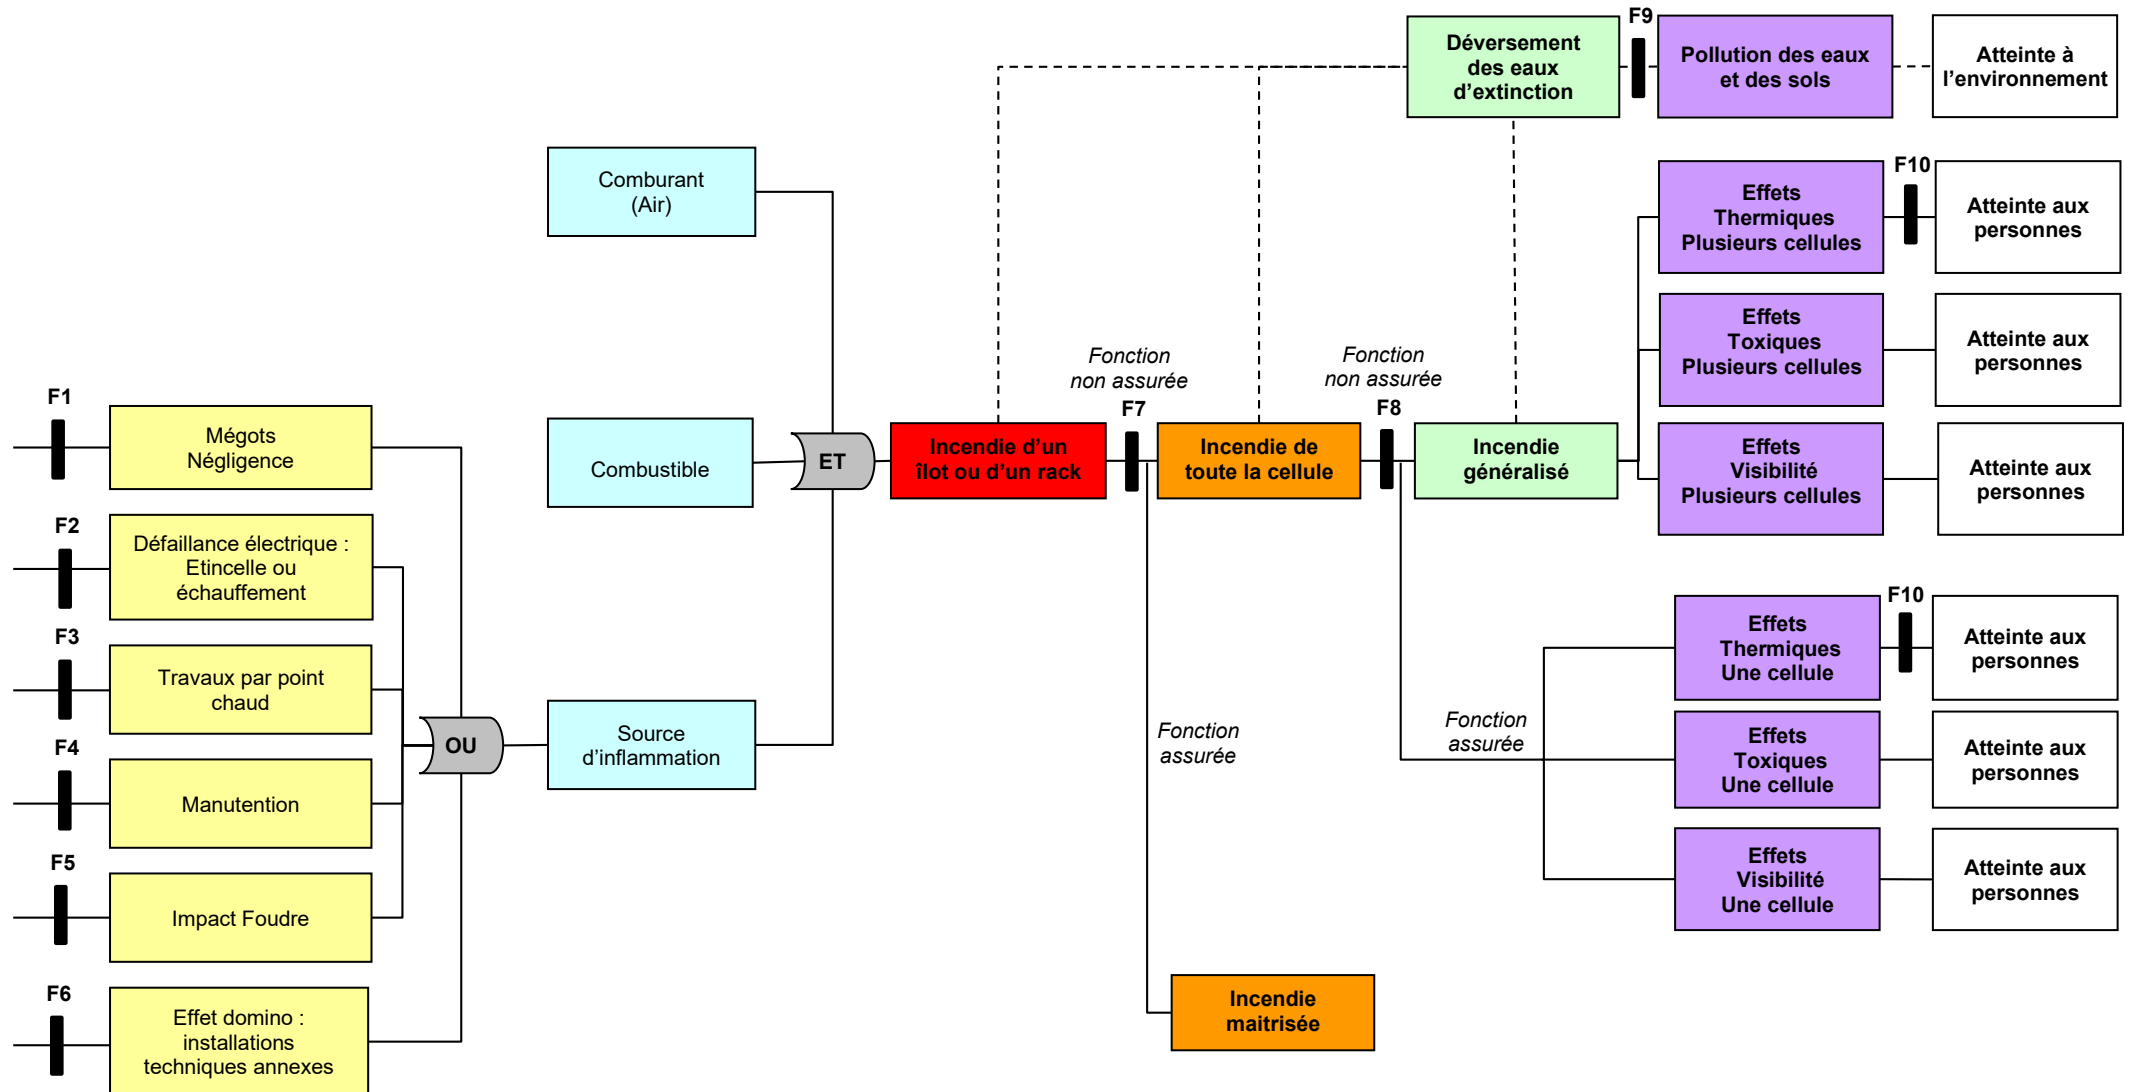 F9
Déversement
des eaux
d'extinction
Pollution des eaux
et des sols
Atteinte à
l'environnement
Comburant
(Air)
Effets
Thermiques
Plusieurs cellules
F10
Atteinte aux
personnes
Effets
Toxiques
Plusieurs cellules
Atteinte aux
personnes
Fonction
non assurée
F7
Fonction
non assurée
F8
F1
Mégots
Négligence
Combustible
ET
Incendie d'un
îlot ou d'un rack
Incendie de
toute la cellule
Incendie
généralisé
Effets
Visibilité
Plusieurs cellules
Atteinte aux
personnes
F2
Défaillance électrique :
Etincelle ou
échauffement
F3
Travaux par point
chaud
Effets
Thermiques
Une cellule
F10
Atteinte aux
personnes
F4
Manutention
OU
Source
d'inflammation
Fonction
assurée
Fonction
assurée
Effets
Toxiques
Une cellule
Atteinte aux
personnes
F5
Impact Foudre
Effets
Visibilité
Une cellule
Atteinte aux
personnes
F6
Effet domino :
installations
techniques annexes
Incendie
maitrisée